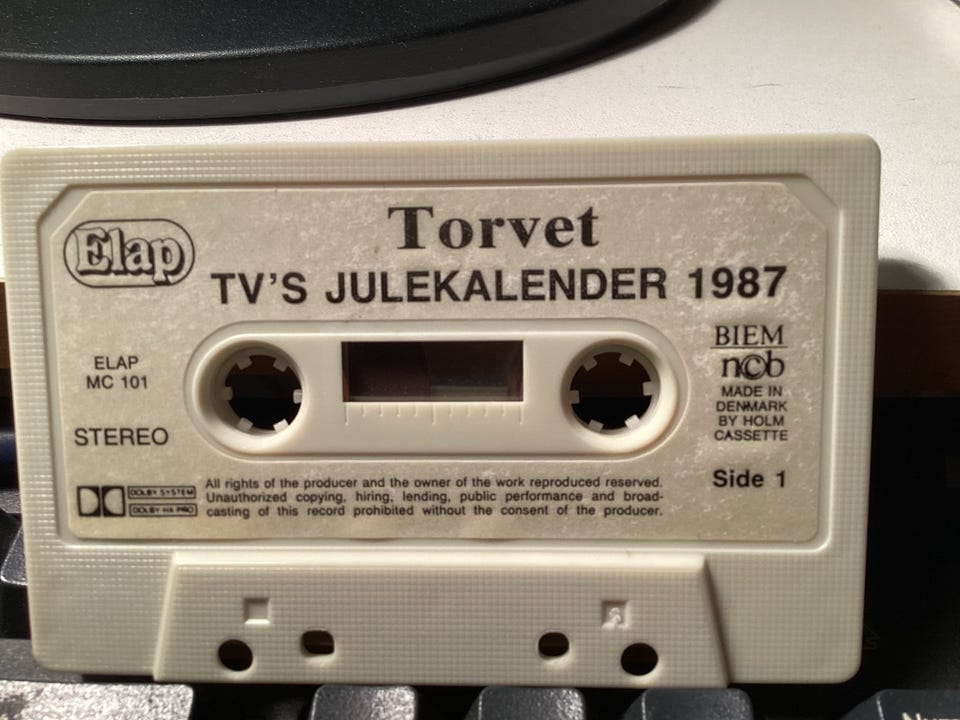 Elap
Torvet
TV'S JULEKALENDER 1987
ELAP
MC 101
STEREO
BIEM
ncb
MADE IN
DENMARK
BY HOLM
CASSETTE
Side 1
DOLBY SYSTEM
DOLBY HX PRO
All rights of the producer and the owner of the work reproduced reserved.
Unauthorized copying, hiring, lending, public performance and broad-
casting of this record prohibited without the consent of the producer.